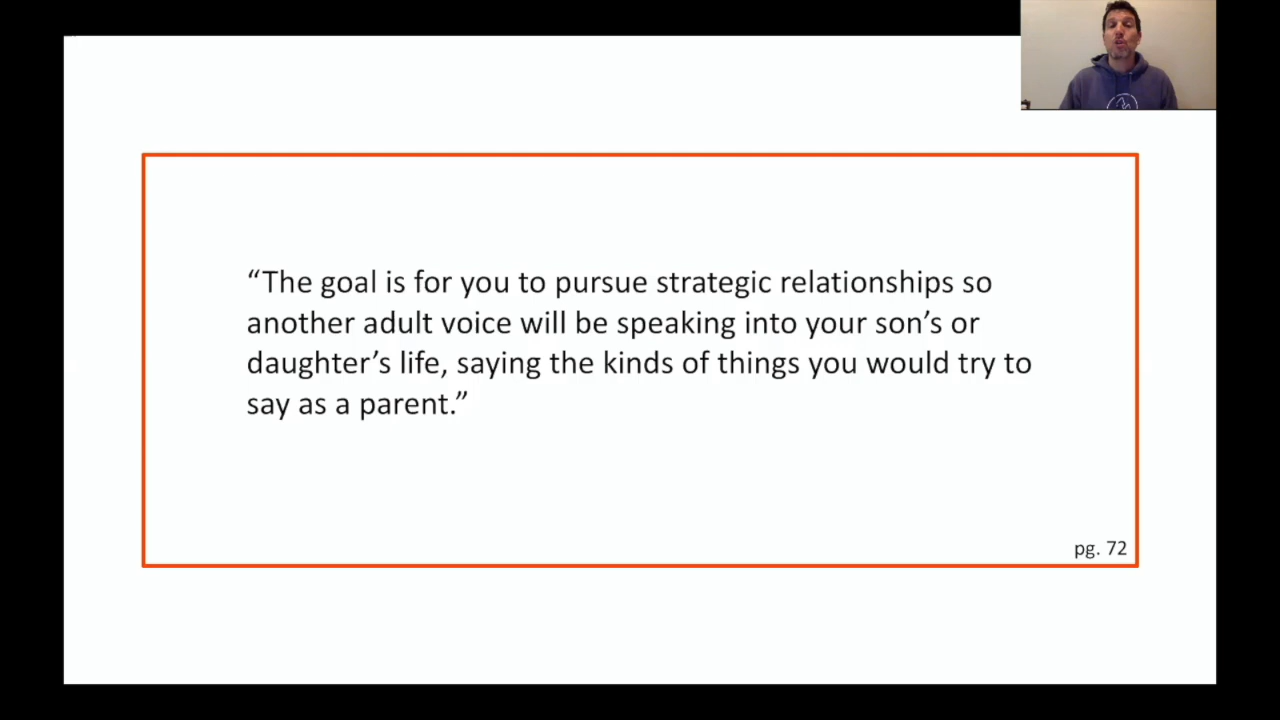 “The goal is for you to pursue strategic relationships so
another adult voice will be speaking into your son’s or
daughter’s life, saying the kinds of things you would try to
say as a parent.”
pg. 72